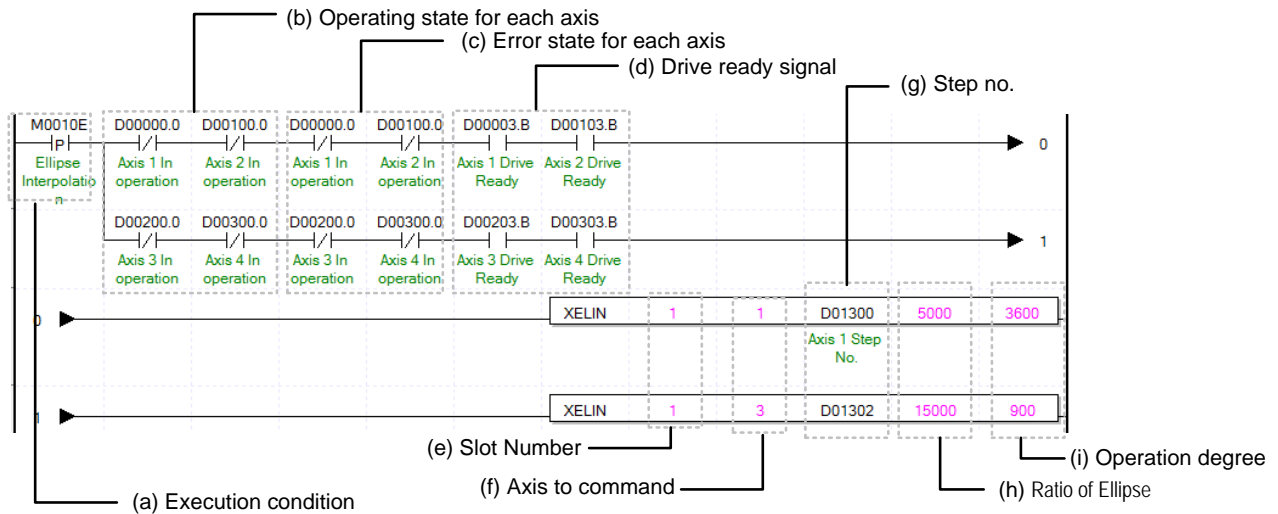 (b) Operating state for each axis
(c) Error state for each axis
(d) Drive ready signal
(g) Step no.
M0010E D00000.0 D00100.0 D00000.0 D00100.0 D00003.B D00103.B
P 0
Ellipse Axis 1 In Axis 2 In Axis 1 In Axis 2 In Axis 1 Drive Axis 2 Drive
Interpolatio operation operation operation operation Ready Ready
n
D00200.0 D00300.0 D00200.0 D00300.0 D00203.B D00303.B
1
Axis 3 In Axis 4 In Axis 3 In Axis 4 In Axis 3 Drive Axis 4 Drive
operation operation operation operation Ready Ready
0 XELIN 1 1 D01300 5000 3600
Axis 1 Step
No.
1 XELIN 1 3 D01302 15000 900
(e) Slot Number
(i) Operation degree
(f) Axis to command
(h) Ratio of Ellipse
(a) Execution condition